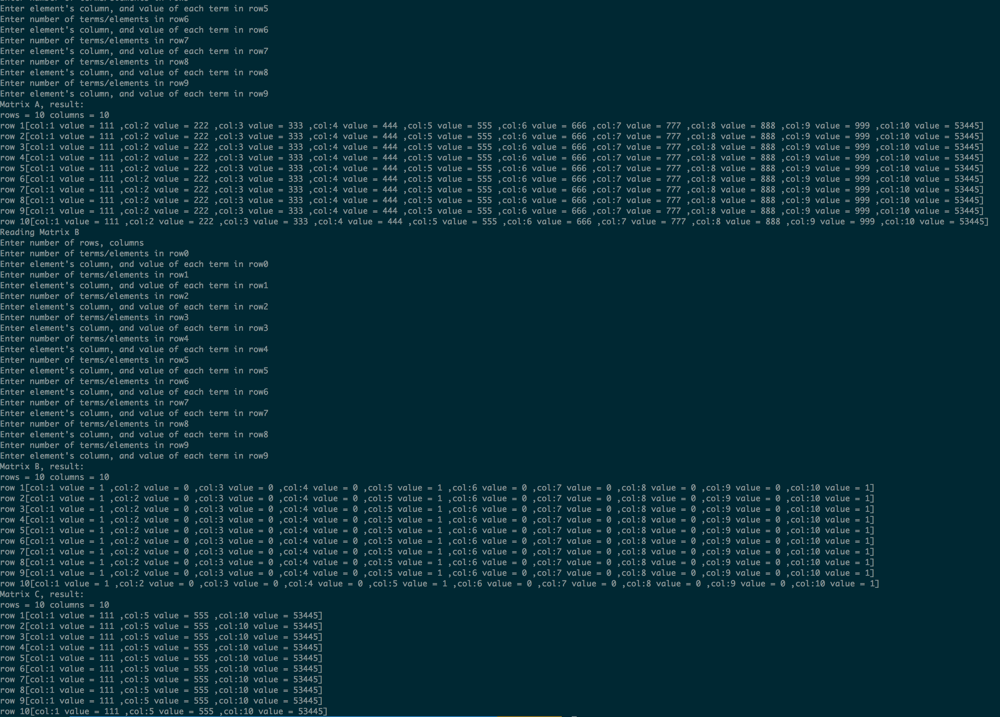 Enter number of terms/elements in row5
Enter element's column, and value of each term in row5
Enter number of terms/elements in row6
Enter element's column, and value of each term in row6
Enter number of terms/elements in row7
Enter element's column, and value of each term in row7
Enter number of terms/elements in row8
Enter element's column, and value of each term in row8
Enter number of terms/elements in row9
Enter element's column, and value of each term in row9
Matrix A, result:
rows = 10 columns = 10
row 1[col:1 value = 111 ,col:2 value = 222 ,col:3 value = 333 ,col:4 value = 444 ,col:5 value = 555 ,col:6 value = 666 ,col:7 value = 777 ,col:8 value = 888 ,col:9 value = 999 ,col:10 value = 53445]
row 2[col:1 value = 111 ,col:2 value = 222 ,col:3 value = 333 ,col:4 value = 444 ,col:5 value = 555 ,col:6 value = 666 ,col:7 value = 777 ,col:8 value = 888 ,col:9 value = 999 ,col:10 value = 53445]
row 3[col:1 value = 111 ,col:2 value = 222 ,col:3 value = 333 ,col:4 value = 444 ,col:5 value = 555 ,col:6 value = 666 ,col:7 value = 777 ,col:8 value = 888 ,col:9 value = 999 ,col:10 value = 53445]
row 4[col:1 value = 111 ,col:2 value = 222 ,col:3 value = 333 ,col:4 value = 444 ,col:5 value = 555 ,col:6 value = 666 ,col:7 value = 777 ,col:8 value = 888 ,col:9 value = 999 ,col:10 value = 53445]
row 5[col:1 value = 111 ,col:2 value = 222 ,col:3 value = 333 ,col:4 value = 444 ,col:5 value = 555 ,col:6 value = 666 ,col:7 value = 777 ,col:8 value = 888 ,col:9 value = 999 ,col:10 value = 53445]
row 6[col:1 value = 111 ,col:2 value = 222 ,col:3 value = 333 ,col:4 value = 444 ,col:5 value = 555 ,col:6 value = 666 ,col:7 value = 777 ,col:8 value = 888 ,col:9 value = 999 ,col:10 value = 53445]
row 7[col:1 value = 111 ,col:2 value = 222 ,col:3 value = 333 ,col:4 value = 444 ,col:5 value = 555 ,col:6 value = 666 ,col:7 value = 777 ,col:8 value = 888 ,col:9 value = 999 ,col:10 value = 53445]
row 8[col:1 value = 111 ,col:2 value = 222 ,col:3 value = 333 ,col:4 value = 444 ,col:5 value = 555 ,col:6 value = 666 ,col:7 value = 777 ,col:8 value = 888 ,col:9 value = 999 ,col:10 value = 53445]
row 9[col:1 value = 111 ,col:2 value = 222 ,col:3 value = 333 ,col:4 value = 444 ,col:5 value = 555 ,col:6 value = 666 ,col:7 value = 777 ,col:8 value = 888 ,col:9 value = 999 ,col:10 value = 53445]
row 10[col:1 value = 111 ,col:2 value = 222 ,col:3 value = 333 ,col:4 value = 444 ,col:5 value = 555 ,col:6 value = 666 ,col:7 value = 777 ,col:8 value = 888 ,col:9 value = 999 ,col:10 value = 53445]
Reading Matrix B
Enter number of rows, columns
Enter number of terms/elements in row0
Enter element's column, and value of each term in row0
Enter number of terms/elements in row1
Enter element's column, and value of each term in row1
Enter number of terms/elements in row2
Enter element's column, and value of each term in row2
Enter number of terms/elements in row3
Enter element's column, and value of each term in row3
Enter number of terms/elements in row4
Enter element's column, and value of each term in row4
Enter number of terms/elements in row5
Enter element's column, and value of each term in row5
Enter number of terms/elements in row6
Enter element's column, and value of each term in row6
Enter number of terms/elements in row7
Enter element's column, and value of each term in row7
Enter number of terms/elements in row8
Enter element's column, and value of each term in row8
Enter number of terms/elements in row9
Enter element's column, and value of each term in row9
Matrix B, result:
rows = 10 columns = 10
row 1[col:1 value = 1 ,col:2 value = 0 ,col:3 value = 0 ,col:4 value = 0 ,col:5 value = 1 ,col:6 value = 0 ,col:7 value = 0 ,col:8 value = 0 ,col:9 value = 0 ,col:10 value = 1]
row 2[col:1 value = 1 ,col:2 value = 0 ,col:3 value = 0 ,col:4 value = 0 ,col:5 value = 1 ,col:6 value = 0 ,col:7 value = 0 ,col:8 value = 0 ,col:9 value = 0 ,col:10 value = 1]
row 3[col:1 value = 1 ,col:2 value = 0 ,col:3 value = 0 ,col:4 value = 0 ,col:5 value = 1 ,col:6 value = 0 ,col:7 value = 0 ,col:8 value = 0 ,col:9 value = 0 ,col:10 value = 1]
row 4[col:1 value = 1 ,col:2 value = 0 ,col:3 value = 0 ,col:4 value = 0 ,col:5 value = 1 ,col:6 value = 0 ,col:7 value = 0 ,col:8 value = 0 ,col:9 value = 0 ,col:10 value = 1]
row 5[col:1 value = 1 ,col:2 value = 0 ,col:3 value = 0 ,col:4 value = 0 ,col:5 value = 1 ,col:6 value = 0 ,col:7 value = 0 ,col:8 value = 0 ,col:9 value = 0 ,col:10 value = 1]
row 6[col:1 value = 1 ,col:2 value = 0 ,col:3 value = 0 ,col:4 value = 0 ,col:5 value = 1 ,col:6 value = 0 ,col:7 value = 0 ,col:8 value = 0 ,col:9 value = 0 ,col:10 value = 1]
row 7[col:1 value = 1 ,col:2 value = 0 ,col:3 value = 0 ,col:4 value = 0 ,col:5 value = 1 ,col:6 value = 0 ,col:7 value = 0 ,col:8 value = 0 ,col:9 value = 0 ,col:10 value = 1]
row 8[col:1 value = 1 ,col:2 value = 0 ,col:3 value = 0 ,col:4 value = 0 ,col:5 value = 1 ,col:6 value = 0 ,col:7 value = 0 ,col:8 value = 0 ,col:9 value = 0 ,col:10 value = 1]
row 9[col:1 value = 1 ,col:2 value = 0 ,col:3 value = 0 ,col:4 value = 0 ,col:5 value = 1 ,col:6 value = 0 ,col:7 value = 0 ,col:8 value = 0 ,col:9 value = 0 ,col:10 value = 1]
row 10[col:1 value = 1 ,col:2 value = 0 ,col:3 value = 0 ,col:4 value = 0 ,col:5 value = 1 ,col:6 value = 0 ,col:7 value = 0 ,col:8 value = 0 ,col:9 value = 0 ,col:10 value = 1]
Matrix C, result:
rows = 10 columns = 10
row 1[col:1 value = 111 ,col:5 value = 555 ,col:10 value = 53445]
row 2[col:1 value = 111 ,col:5 value = 555 ,col:10 value = 53445]
row 3[col:1 value = 111 ,col:5 value = 555 ,col:10 value = 53445]
row 4[col:1 value = 111 ,col:5 value = 555 ,col:10 value = 53445]
row 5[col:1 value = 111 ,col:5 value = 555 ,col:10 value = 53445]
row 6[col:1 value = 111 ,col:5 value = 555 ,col:10 value = 53445]
row 7[col:1 value = 111 ,col:5 value = 555 ,col:10 value = 53445]
row 8[col:1 value = 111 ,col:5 value = 555 ,col:10 value = 53445]
row 9[col:1 value = 111 ,col:5 value = 555 ,col:10 value = 53445]
row 10[col:1 value = 111 ,col:5 value = 555 ,col:10 value = 53445]